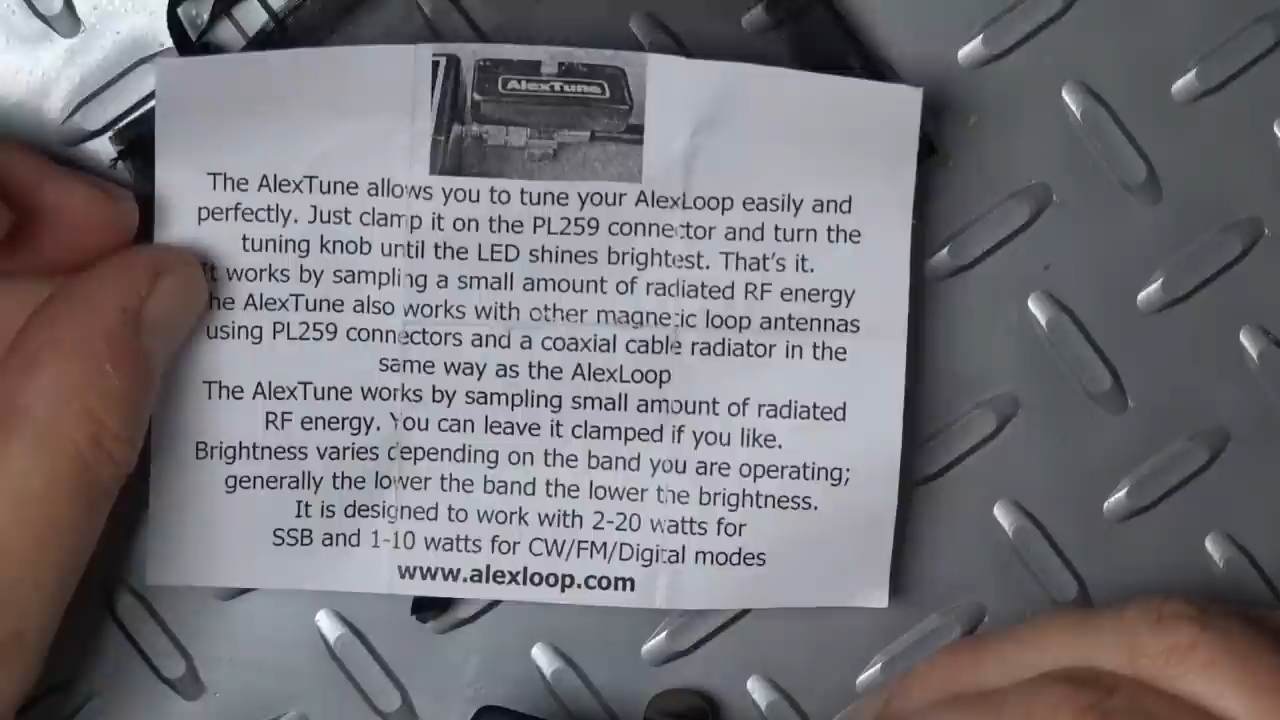 AlexTune
The AlexTune allows you to tune your AlexLoop easily and
perfectly. Just clamp it on the PL259 connector and turn the
tuning knob until the LED shines brightest. That's it.
It works by sampling a small amount of radiated RF energy
he AlexTune also works with other magnetic loop antennas
using PL259 connectors and a coaxial cable radiator in the
same way as the AlexLoop
The AlexTune works by sampling small amount of radiated
RF energy. You can leave it clamped if you like.
Brightness varies depending on the band you are operating;
generally the lower the band the lower the brightness.
It is designed to work with 2-20 watts for
SSB and 1-10 watts for CW/FM/Digital modes
www.alexloop.com